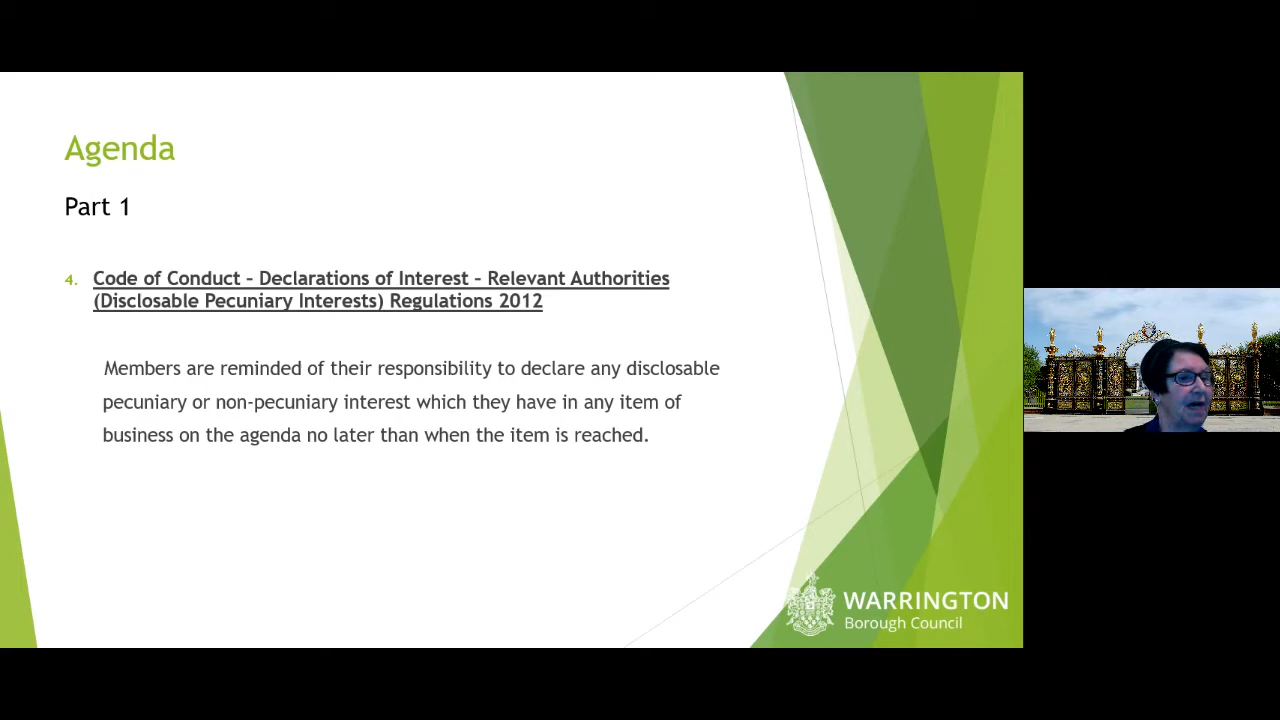 Agenda
Part 1
4. Code of Conduct – Declarations of Interest – Relevant Authorities
(Disclosable Pecuniary Interests) Regulations 2012
Members are reminded of their responsibility to declare any disclosable
pecuniary or non-pecuniary interest which they have in any item of
business on the agenda no later than when the item is reached.
WARRINGTON
Borough Council